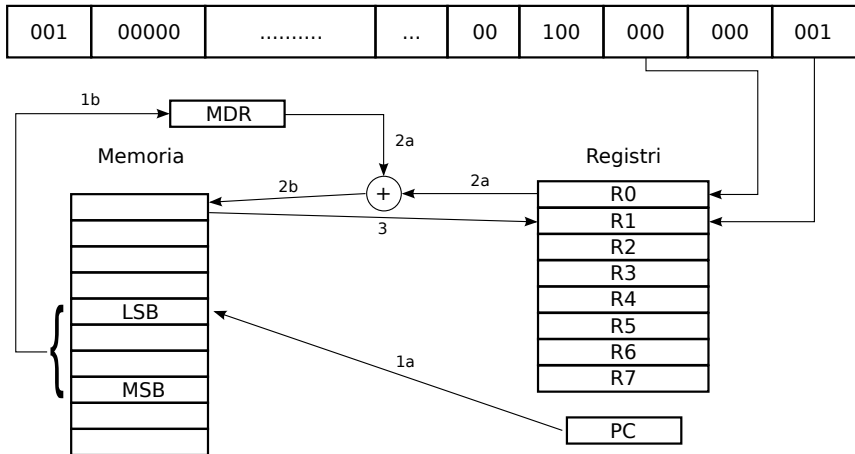 001 00000 .......... ... 00 100 000 000 001
1b
MDR
2a
Memoria
Registri
+
2b
2a
3
R0
R1
R2
R3
R4
R5
R6
R7
LSB
MSB
1a
PC